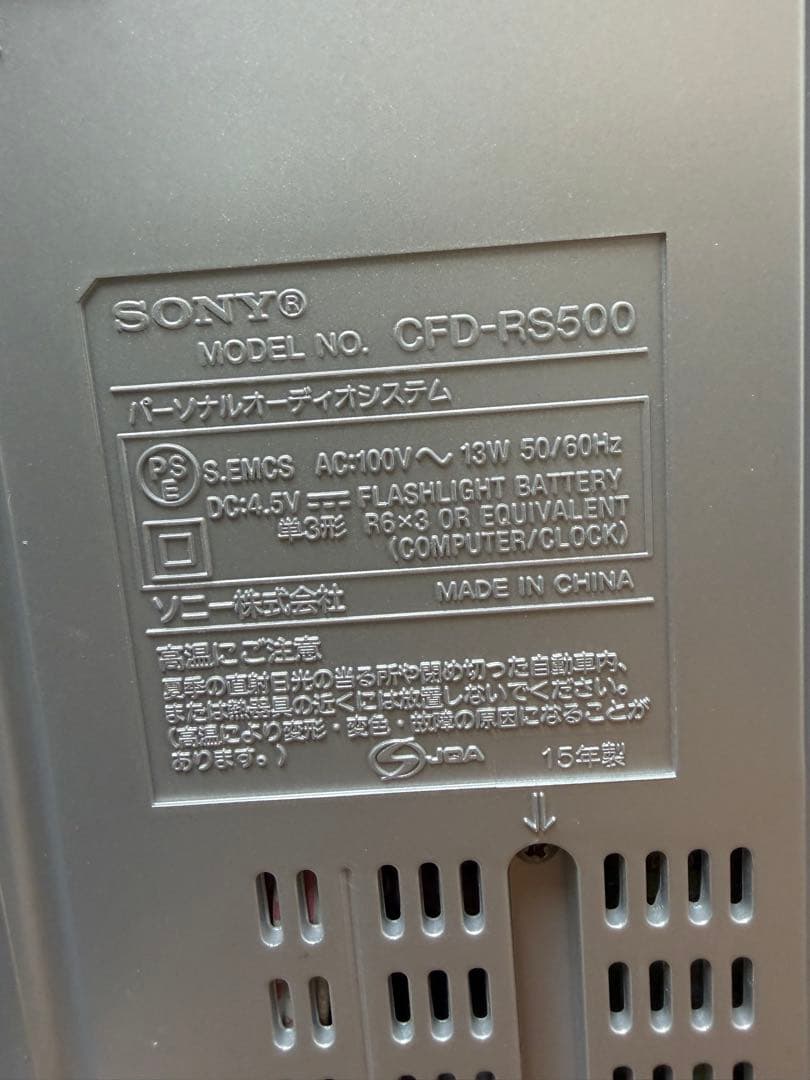 SONY®
MODEL NO. CFD-RS500
パーソナルオーディオシステム
PSE S.EMCS AC:100V〜 13W 50/60Hz
DC:4.5V⎓ FLASHLIGHT BATTERY
単3形 R6×3 OR EQUIVALENT
(COMPUTER/CLOCK)
ソニー株式会社 MADE IN CHINA
高温にご注意
夏季の直射日光の当る所や閉め切った自動車内、
または熱器具の近くには放置しないでください。
(高温により変形・変色・故障の原因になることが
あります。)
JQA 15年製